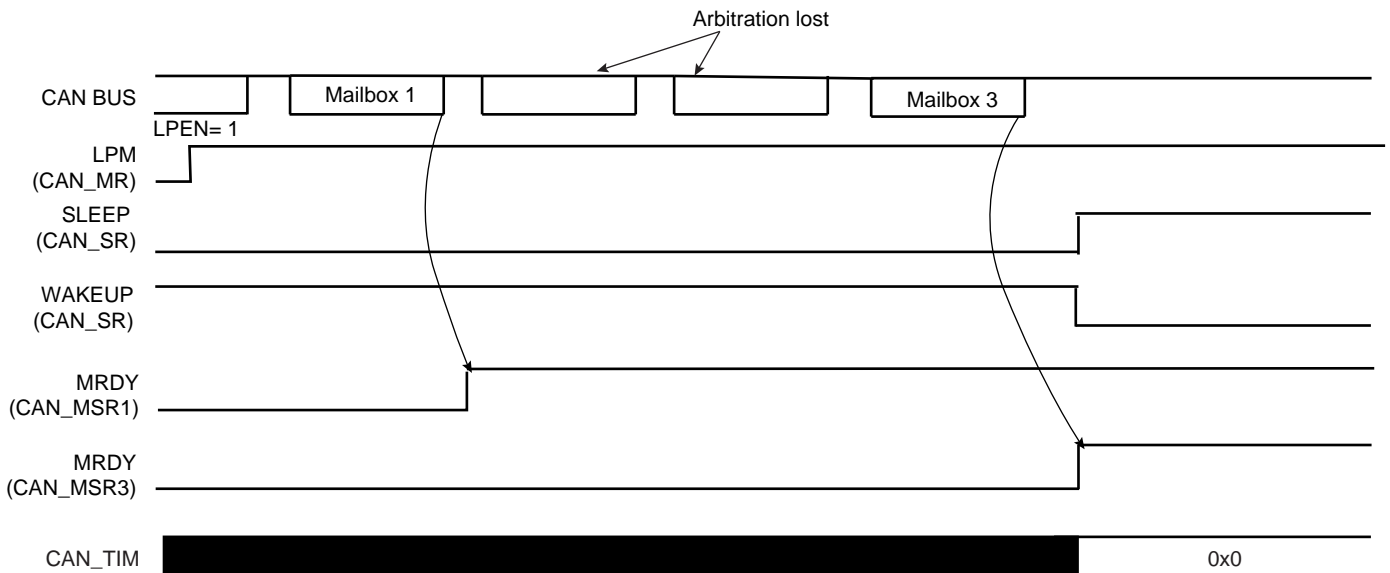 Arbitration lost
CAN BUS
Mailbox 1
Mailbox 3
LPEN= 1
LPM
(CAN_MR)
SLEEP
(CAN_SR)
WAKEUP
(CAN_SR)
MRDY
(CAN_MSR1)
MRDY
(CAN_MSR3)
CAN_TIM
0x0